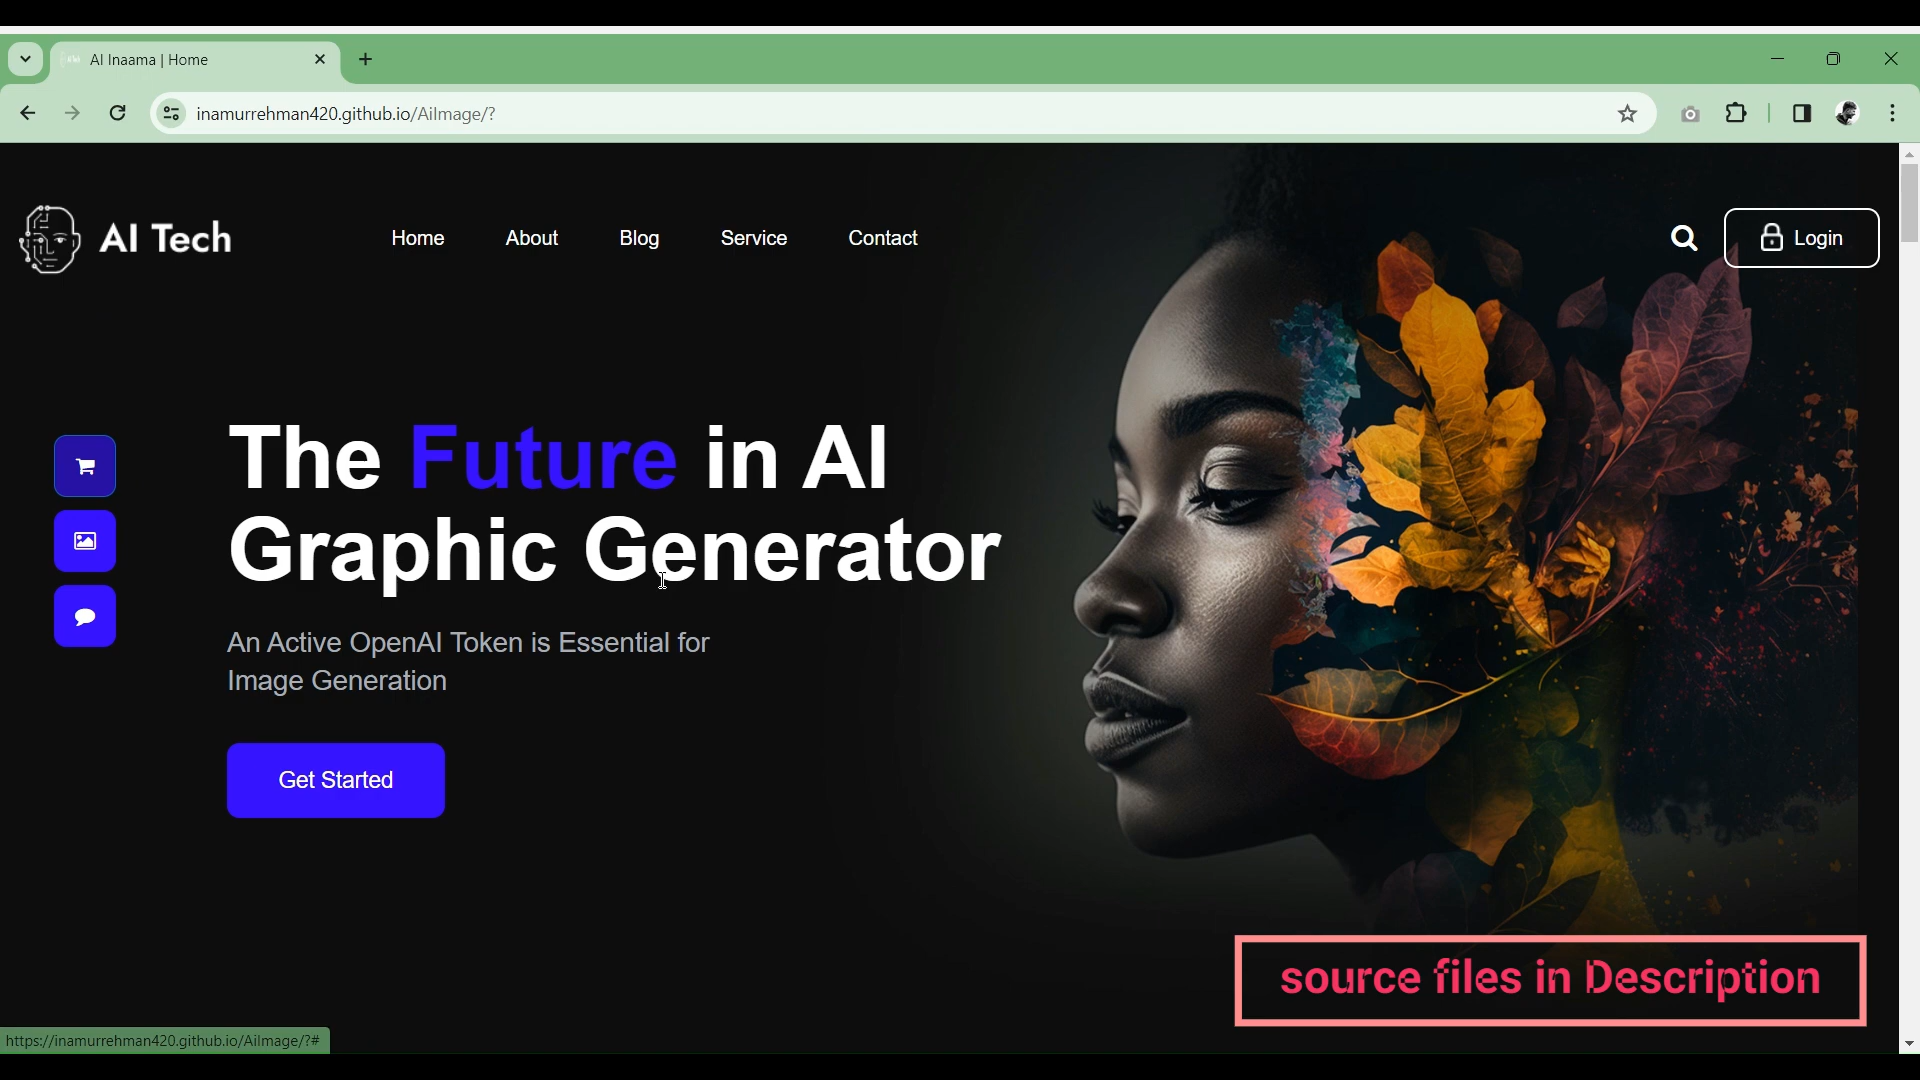 AI Inaama | Home
inamurrehman420.github.io/AiImage/?
AI Tech
Home
About
Blog
Service
Contact
Login
The Future in AI
Graphic Generator
An Active OpenAI Token is Essential for
Image Generation
Get Started
source files in Description
https://inamurrehman420.github.io/AiImage/?#